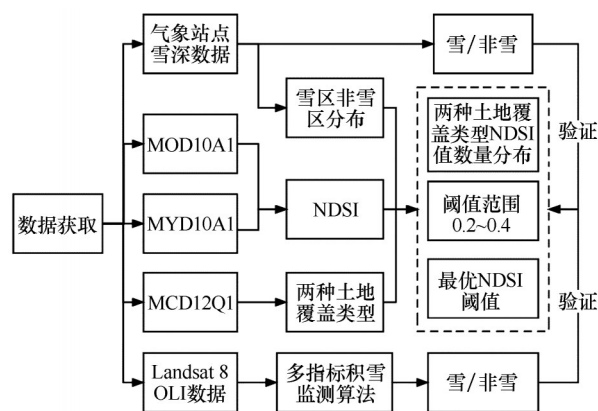 气象站点
雪深数据
雪/非雪
雪区非雪
区分布
两种土地覆
盖类型NDSI
值数量分布
验证
MOD10A1
数据获取
MYD10A1
NDSI
阈值范围
0.2~0.4
MCD12Q1
两种土地
覆盖类型
最优NDSI
阈值
验证
Landsat 8
OLI数据
多指标积雪
监测算法
雪/非雪